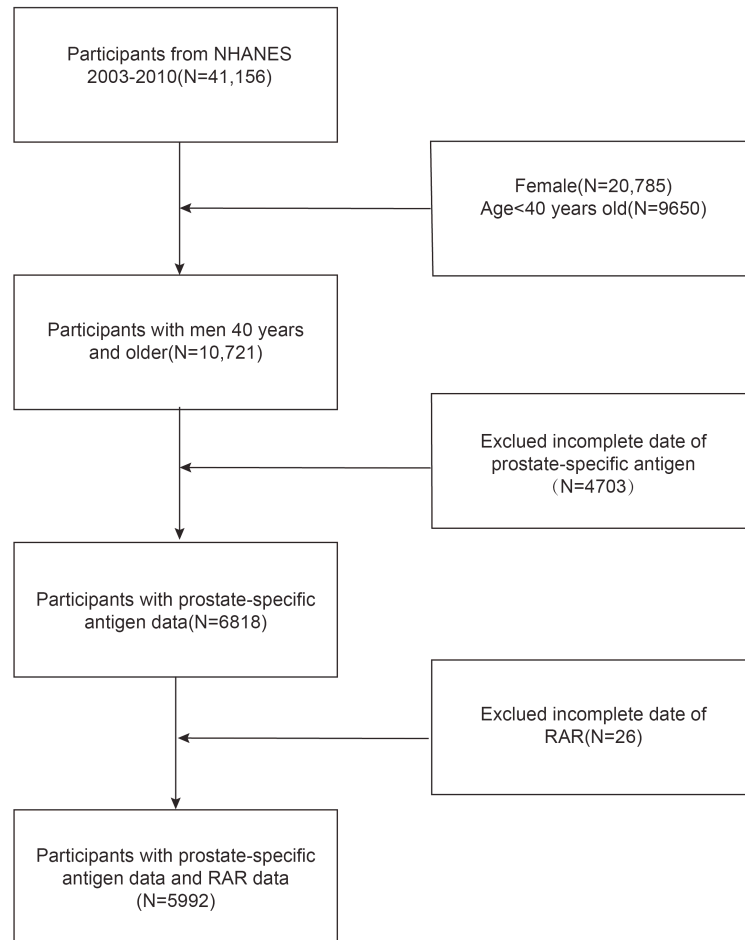 Participants from NHANES
2003-2010(N=41,156)
Female(N=20,785)
Age<40 years old(N=9650)
Participants with men 40 years
and older(N=10,721)
Exclued incomplete date of
prostate-specific antigen
（N=4703）
Participants with prostate-specific
antigen data(N=6818)
Exclued incomplete date of
RAR(N=26)
Participants with prostate-specific
antigen data and RAR data
(N=5992)